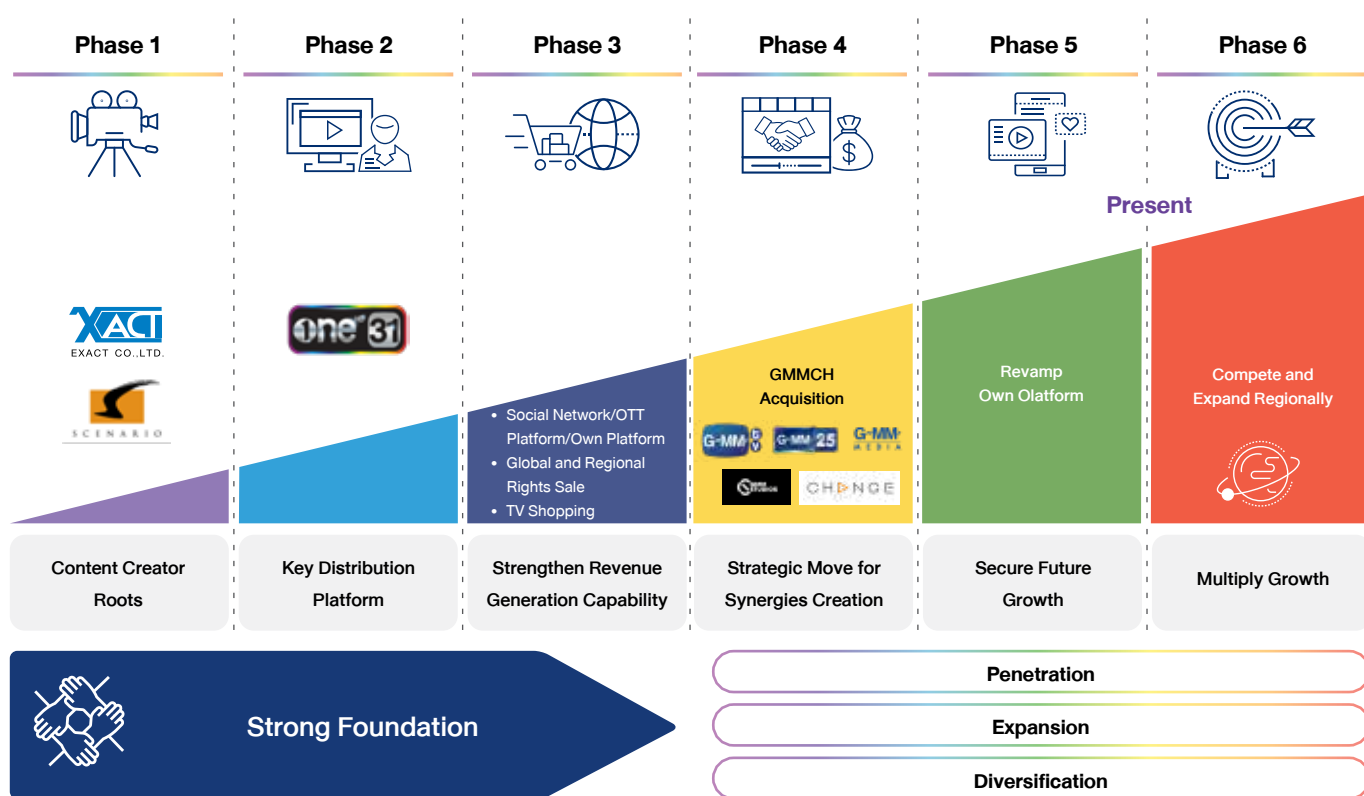 Phase 1
Phase 2
Phase 3
Phase 4
Phase 5
Phase 6
$
Present
XACT
EXACT CO.,LTD.
SCENARIO
one 31
• Social Network/OTT
Platform/Own Platform
• Global and Regional
Rights Sale
• TV Shopping
GMMCH
Acquisition
G-MM
G-MM 25
G-MM
MEDIA
STUDIOS
CHANGE
Revamp
Own Olatform
Compete and
Expand Regionally
Content Creator
Roots
Key Distribution
Platform
Strengthen Revenue
Generation Capability
Strategic Move for
Synergies Creation
Secure Future
Growth
Multiply Growth
Strong Foundation
Penetration
Expansion
Diversification